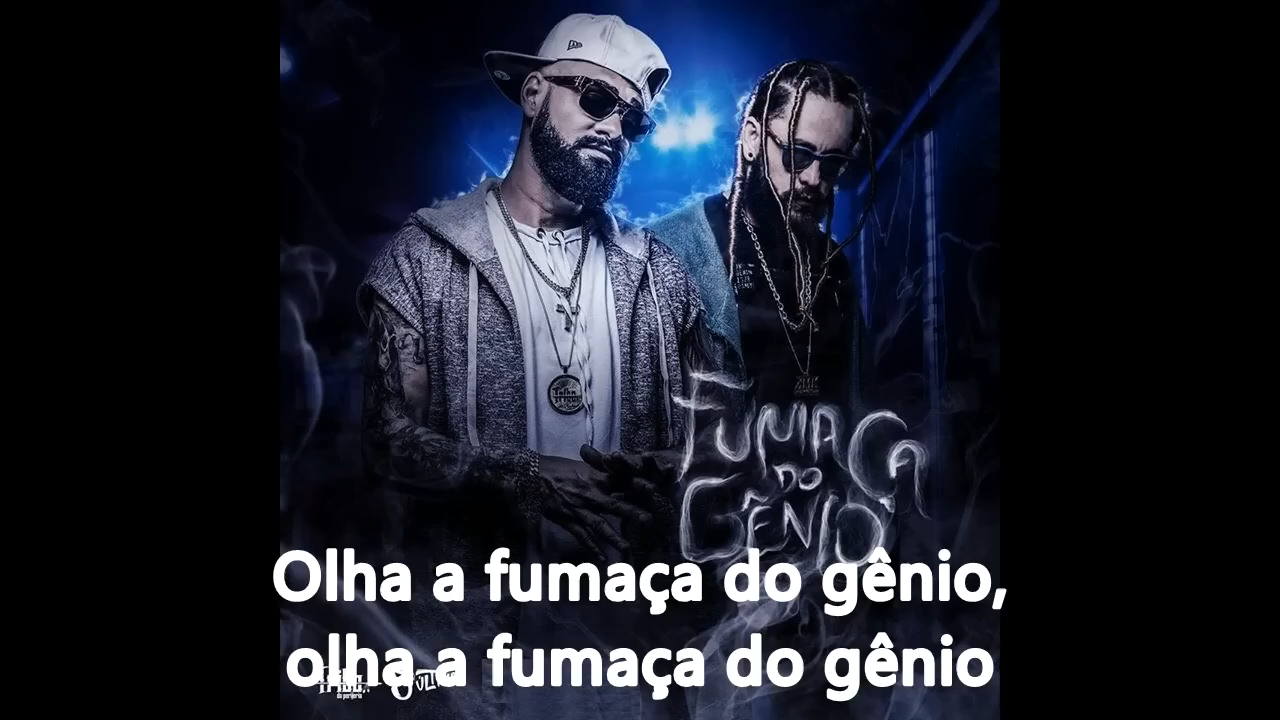 FUMAÇA
DO
GÊNIO
Olha a fumaça do gênio,
olha a fumaça do gênio